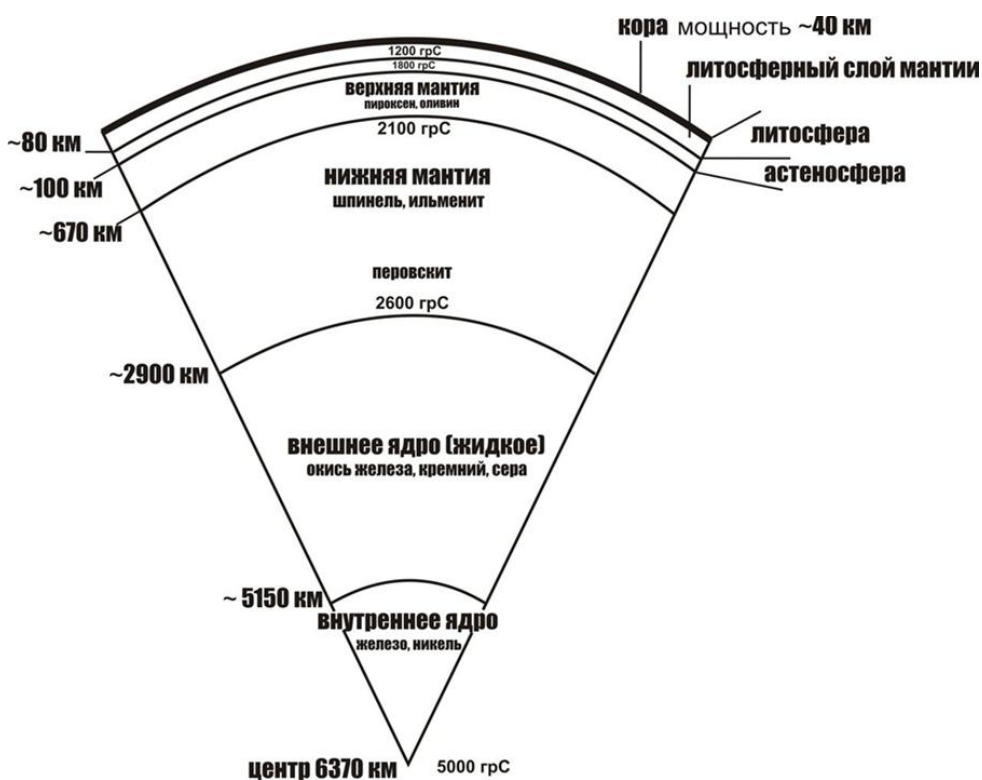 кора мощность ~40 км
1200 грС
1800 грС
литосферный слой мантии
верхняя мантия
пироксен, оливин
2100 грС
~80 км
литосфера
астеносфера
~100 км
нижняя мантия
шпинель, ильменит
~670 км
перовскит
2600 грС
~2900 км
внешнее ядро (жидкое)
окись железа, кремний, сера
~ 5150 км
внутреннее ядро
железо, никель
центр 6370 км
5000 грС